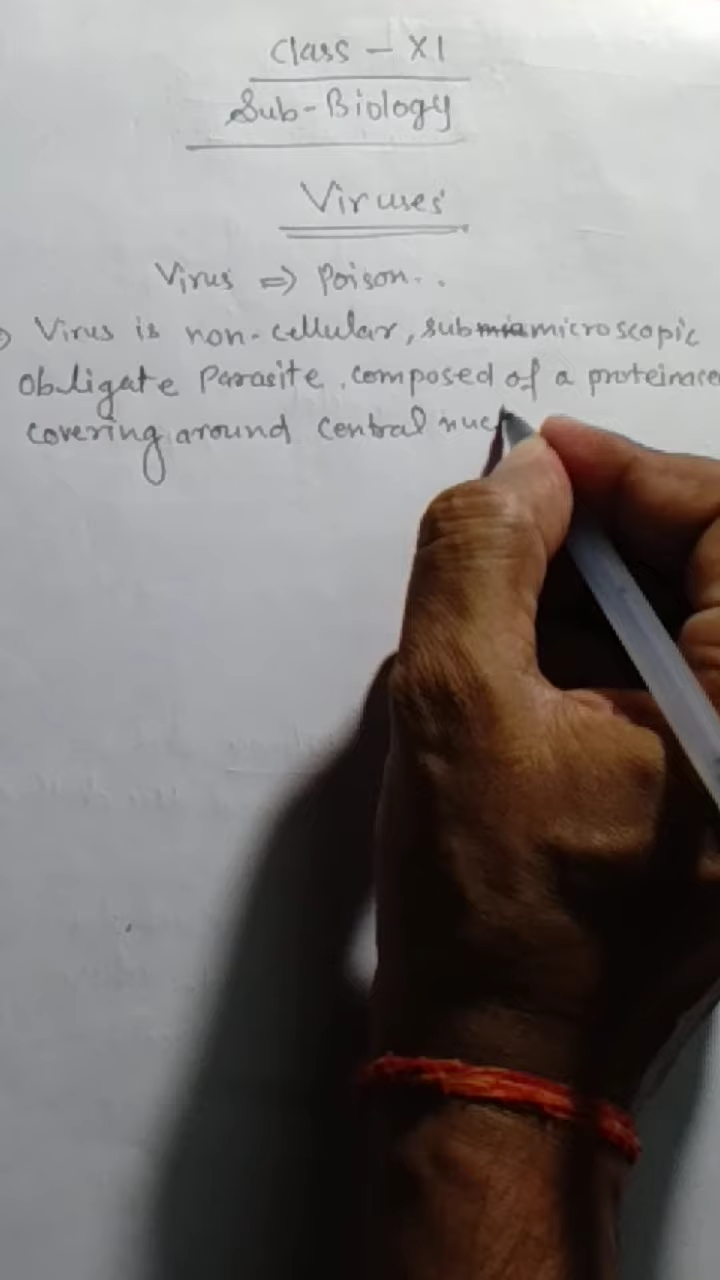 Class - XI
Sub-Biology
Viruses
Virus ⇒ Poison..
Virus is non-cellular, submicroscopic
obligate Parasite, composed of a proteinace
covering around central nuc